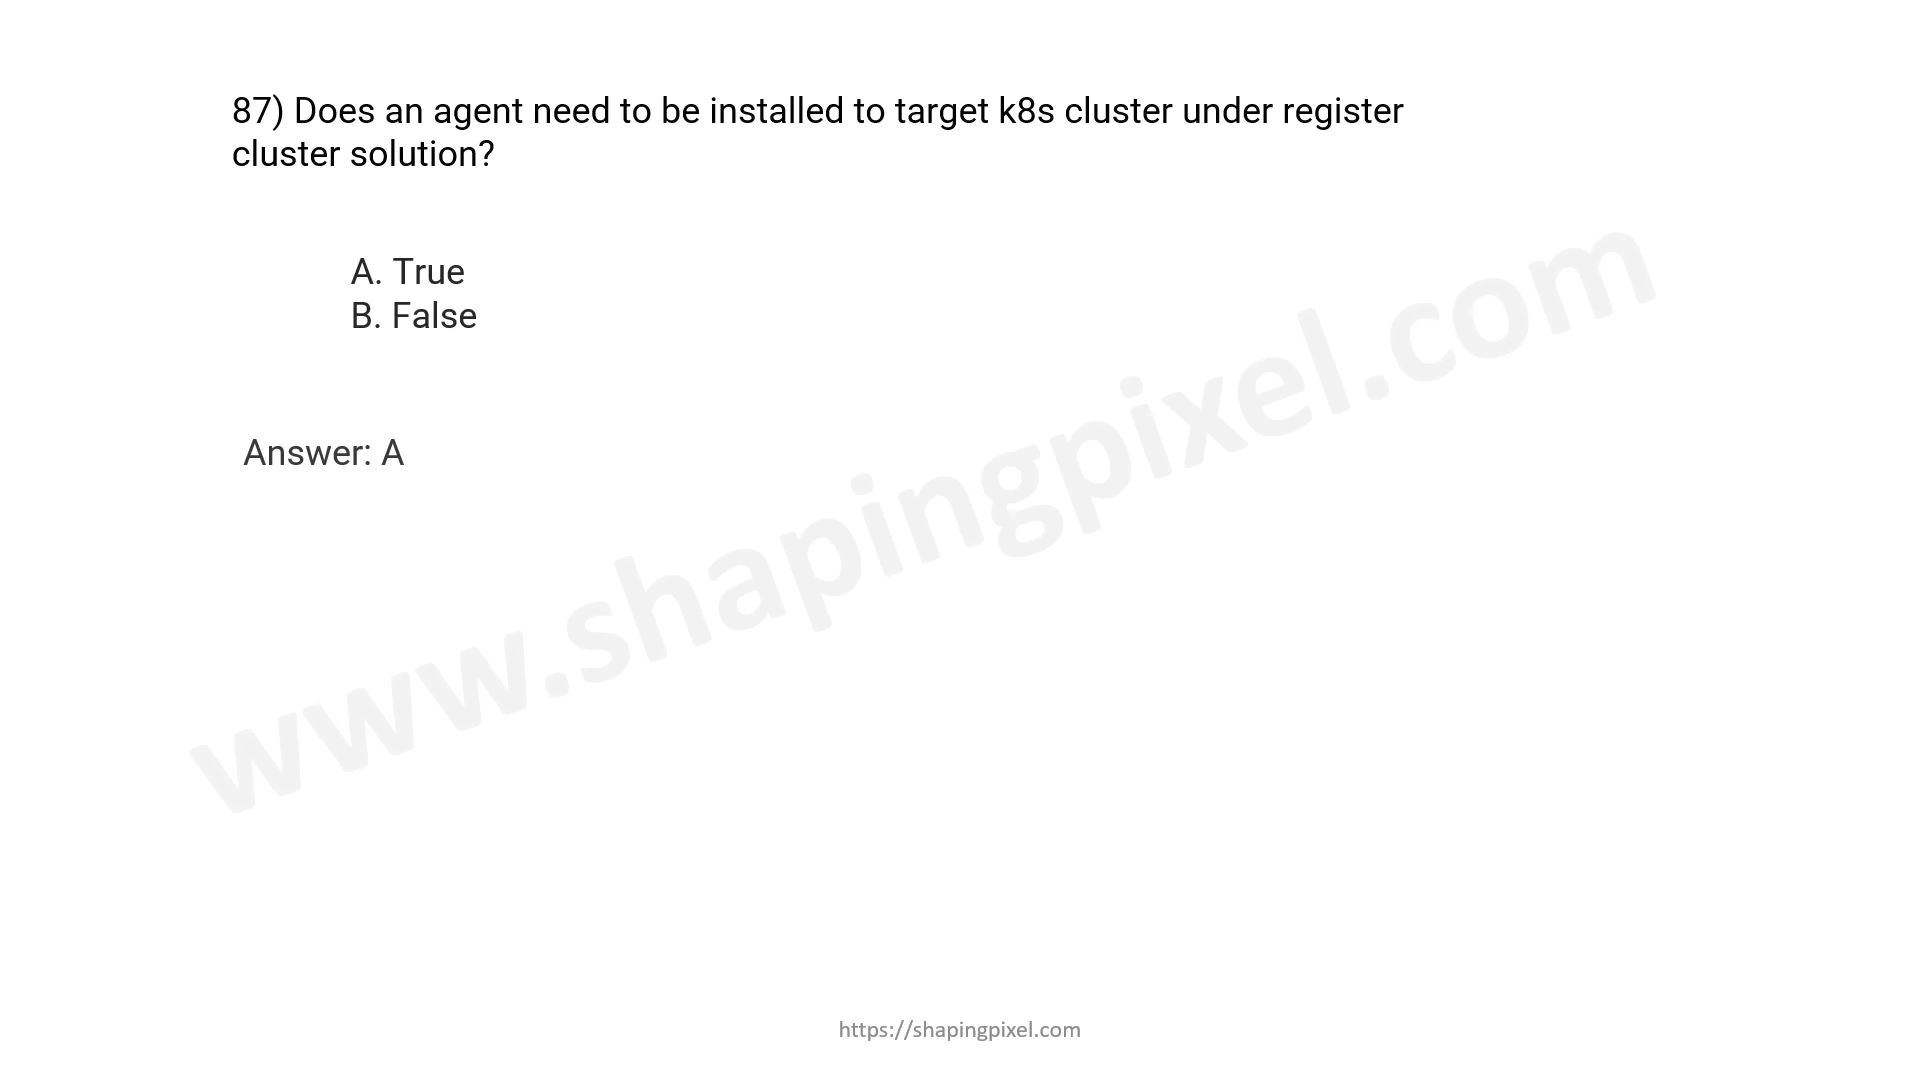 87) Does an agent need to be installed to target k8s cluster under register
cluster solution?
A. True
B. False
Answer: A
www.shapingpixel.com
https://shapingpixel.com